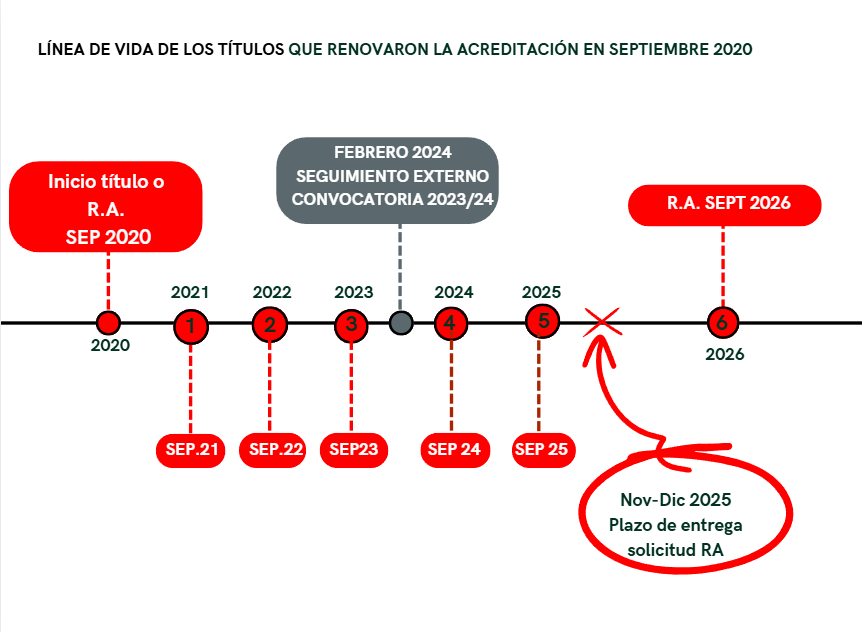 LÍNEA DE VIDA DE LOS TÍTULOS QUE RENOVARON LA ACREDITACIÓN EN SEPTIEMBRE 2020
Inicio título o
R.A.
SEP 2020
FEBRERO 2024
SEGUIMIENTO EXTERNO
CONVOCATORIA 2023/24
R.A. SEPT 2026
2021
2022
2023
2024
2025
1
2
3
4
5
6
2020
2026
SEP.21
SEP.22
SEP23
SEP 24
SEP 25
Nov-Dic 2025
Plazo de entrega
solicitud RA